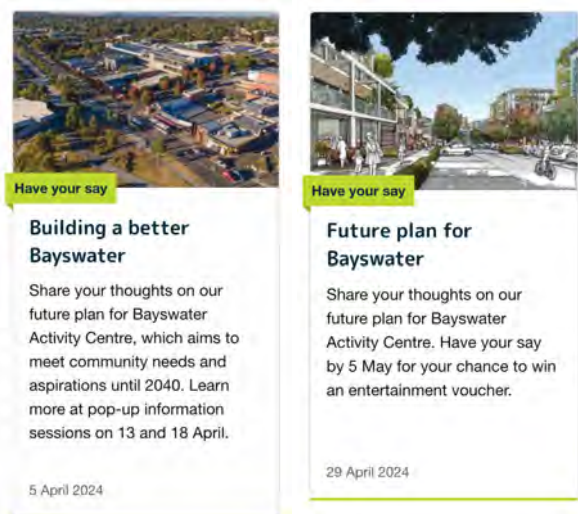 Have your say
Building a better
Bayswater
Share your thoughts on our
future plan for Bayswater
Activity Centre, which aims to
meet community needs and
aspirations until 2040. Learn
more at pop-up information
sessions on 13 and 18 April.
5 April 2024
Have your say
Future plan for
Bayswater
Share your thoughts on our
future plan for Bayswater
Activity Centre. Have your say
by 5 May for your chance to win
an entertainment voucher.
29 April 2024